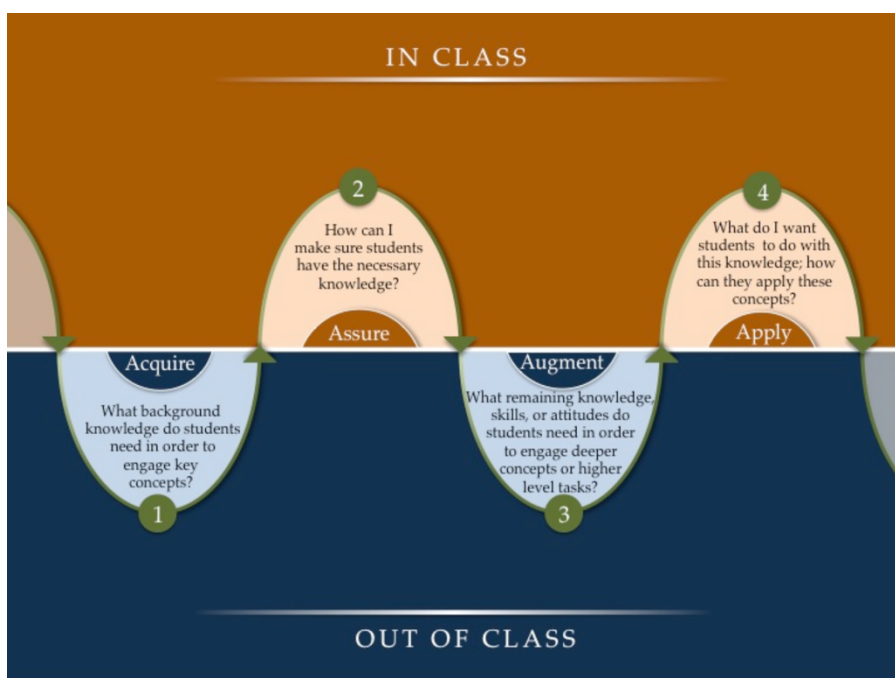 IN CLASS
2
How can I
make sure students
have the necessary
knowledge?
Assure
4
What do I want
students to do with
this knowledge; how
can they apply these
concepts?
Apply
Acquire
What background
knowledge do students
need in order to
engage key
concepts?
1
Augment
What remaining knowledge,
skills, or attitudes do
students need in order
to engage deeper
concepts or higher
level tasks?
3
OUT OF CLASS